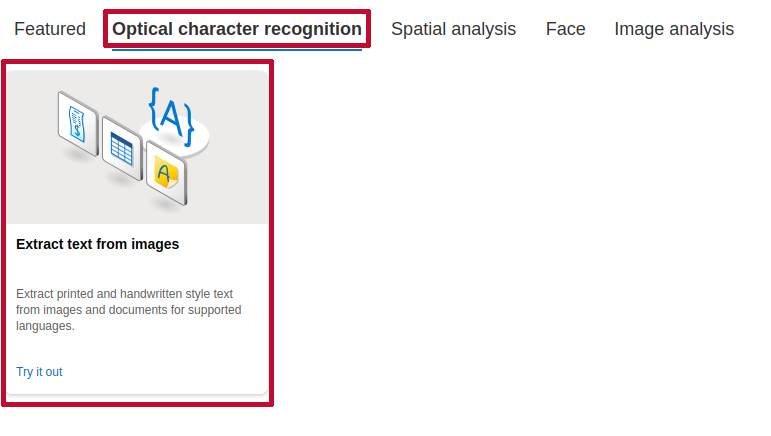 Featured Optical character recognition Spatial analysis Face Image analysis
{A}
A
Extract text from images
Extract printed and handwritten style text
from images and documents for supported
languages.
Try it out